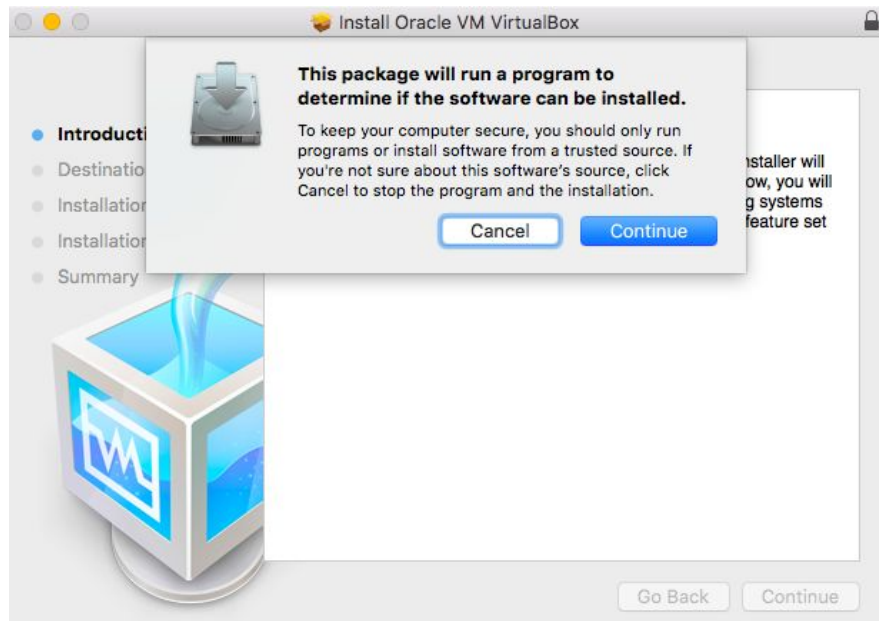 Install Oracle VM VirtualBox
This package will run a program to
determine if the software can be installed.
To keep your computer secure, you should only run
programs or install software from a trusted source. If
you're not sure about this software's source, click
Cancel to stop the program and the installation.
Cancel
Continue
Introducti
Destinatio
Installation
Installation
Summary
nstaller will
ow, you will
g systems
feature set
VM
Go Back
Continue